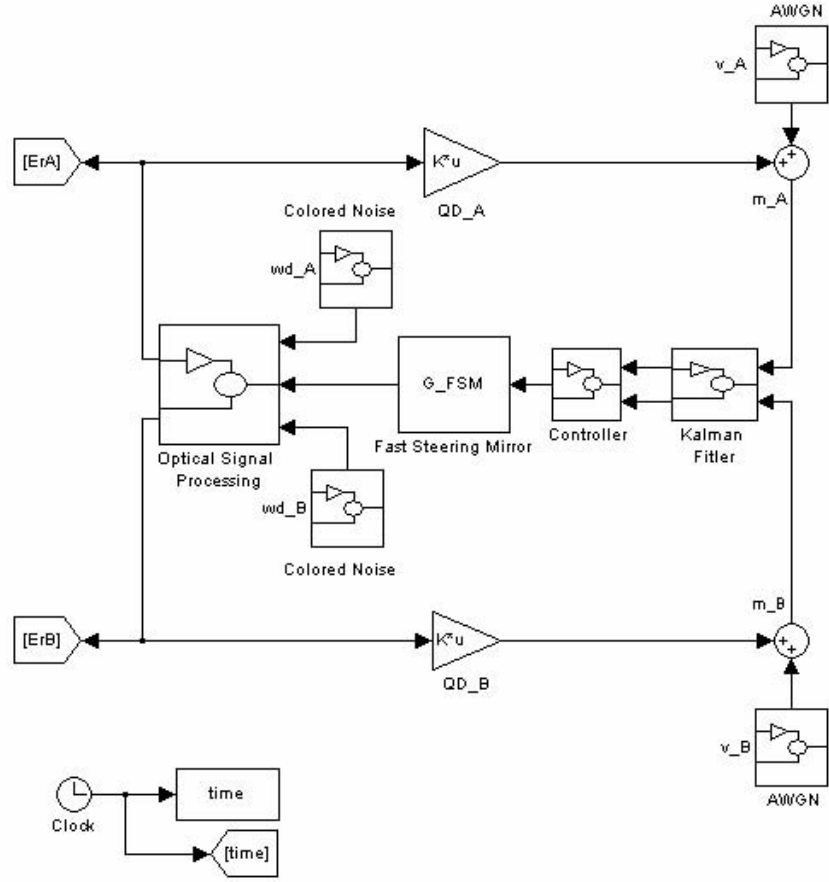 AWGN
v_A
[ErA]
K*u
QD_A
m_A
Colored Noise
wd_A
G_FSM
Optical Signal
Processing
Fast Steering Mirror
Controller
Kalman
Fitler
wd_B
Colored Noise
m_B
[ErB]
K*u
QD_B
v_B
AWGN
time
Clock
[time]